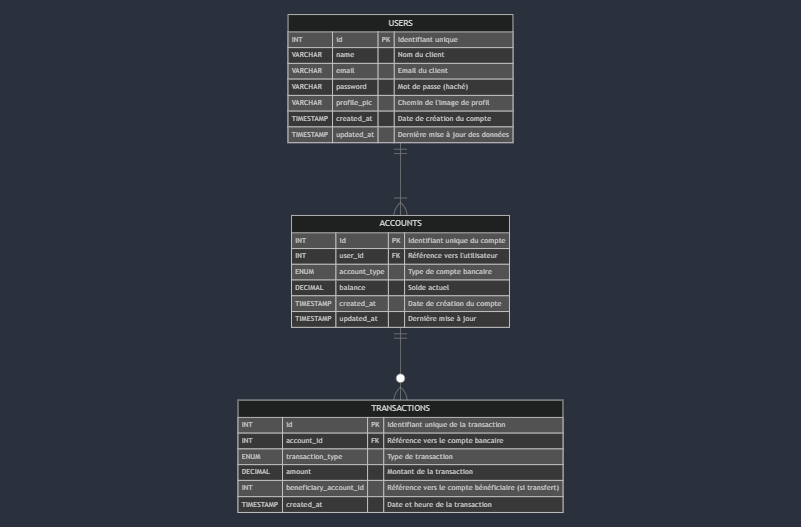 USERS
INT id PK Identifiant unique
VARCHAR name Nom du client
VARCHAR email Email du client
VARCHAR password Mot de passe (haché)
VARCHAR profile_pic Chemin de l'image de profil
TIMESTAMP created_at Date de création du compte
TIMESTAMP updated_at Dernière mise à jour des données
ACCOUNTS
INT id PK Identifiant unique du compte
INT user_id FK Référence vers l'utilisateur
ENUM account_type Type de compte bancaire
DECIMAL balance Solde actuel
TIMESTAMP created_at Date de création du compte
TIMESTAMP updated_at Dernière mise à jour
TRANSACTIONS
INT id PK Identifiant unique de la transaction
INT account_id FK Référence vers le compte bancaire
ENUM transaction_type Type de transaction
DECIMAL amount Montant de la transaction
INT beneficiary_account_id Référence vers le compte bénéficiaire (si transfert)
TIMESTAMP created_at Date et heure de la transaction